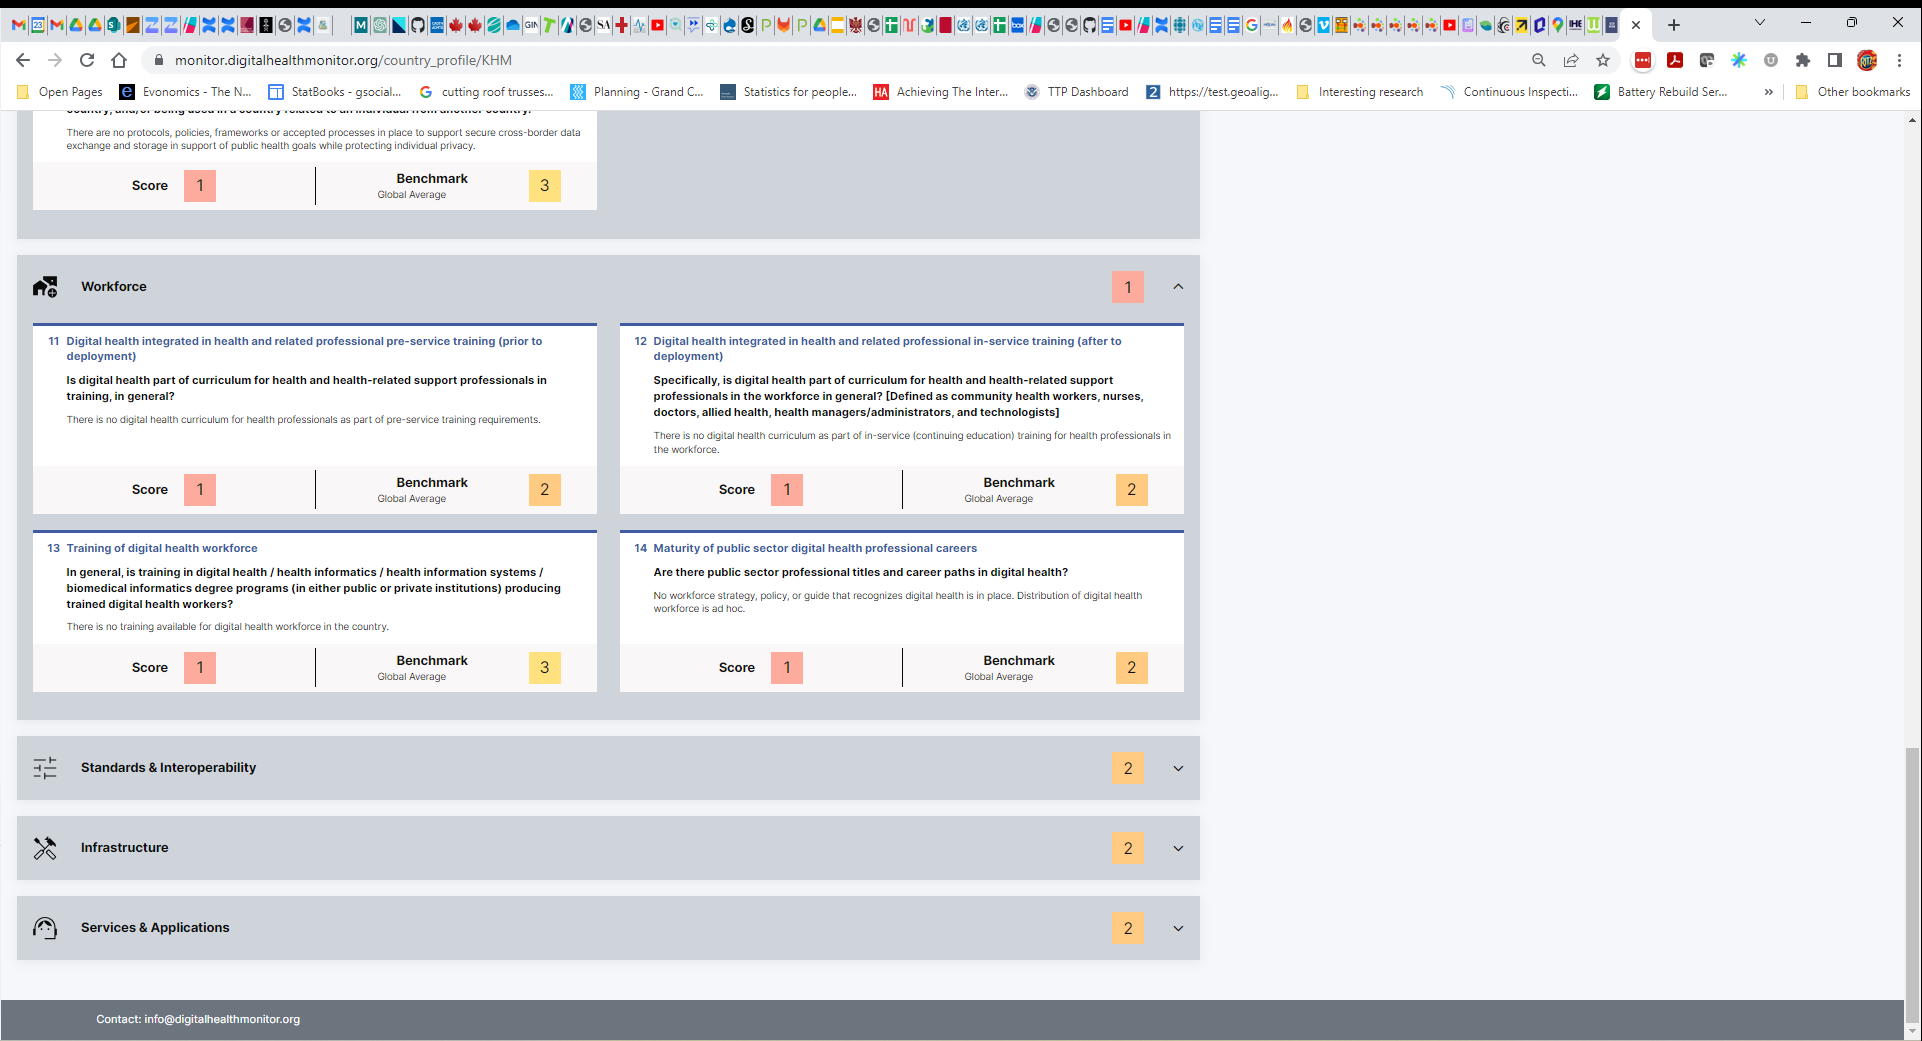 monitor.digitalhealthmonitor.org/country_profile/KHM
Open Pages
Evonomics - The N...
StatBooks - gsocial...
cutting roof trusses...
Planning - Grand C...
Statistics for people...
HA Achieving The Inter...
TTP Dashboard
2 https://test.geoalig...
Interesting research
Continuous Inspecti...
Battery Rebuild Ser...
»
Other bookmarks
There are no protocols, policies, frameworks or accepted processes in place to support secure cross-border data
exchange and storage in support of public health goals while protecting individual privacy.
Score 1
Benchmark
Global Average
3
Workforce 1
11 Digital health integrated in health and related professional pre-service training (prior to
deployment)
Is digital health part of curriculum for health and health-related support professionals in
training, in general?
There is no digital health curriculum for health professionals as part of pre-service training requirements.
Score 1
Benchmark
Global Average
2
12 Digital health integrated in health and related professional in-service training (after to
deployment)
Specifically, is digital health part of curriculum for health and health-related support
professionals in the workforce in general? [Defined as community health workers, nurses,
doctors, allied health, health managers/administrators, and technologists]
There is no digital health curriculum as part of in-service (continuing education) training for health professionals in
the workforce.
Score 1
Benchmark
Global Average
2
13 Training of digital health workforce
In general, is training in digital health / health informatics / health information systems /
biomedical informatics degree programs (in either public or private institutions) producing
trained digital health workers?
There is no training available for digital health workforce in the country.
Score 1
Benchmark
Global Average
3
14 Maturity of public sector digital health professional careers
Are there public sector professional titles and career paths in digital health?
No workforce strategy, policy, or guide that recognizes digital health is in place. Distribution of digital health
workforce is ad hoc.
Score 1
Benchmark
Global Average
2
Standards & Interoperability 2
Infrastructure 2
Services & Applications 2
Contact: info@digitalhealthmonitor.org